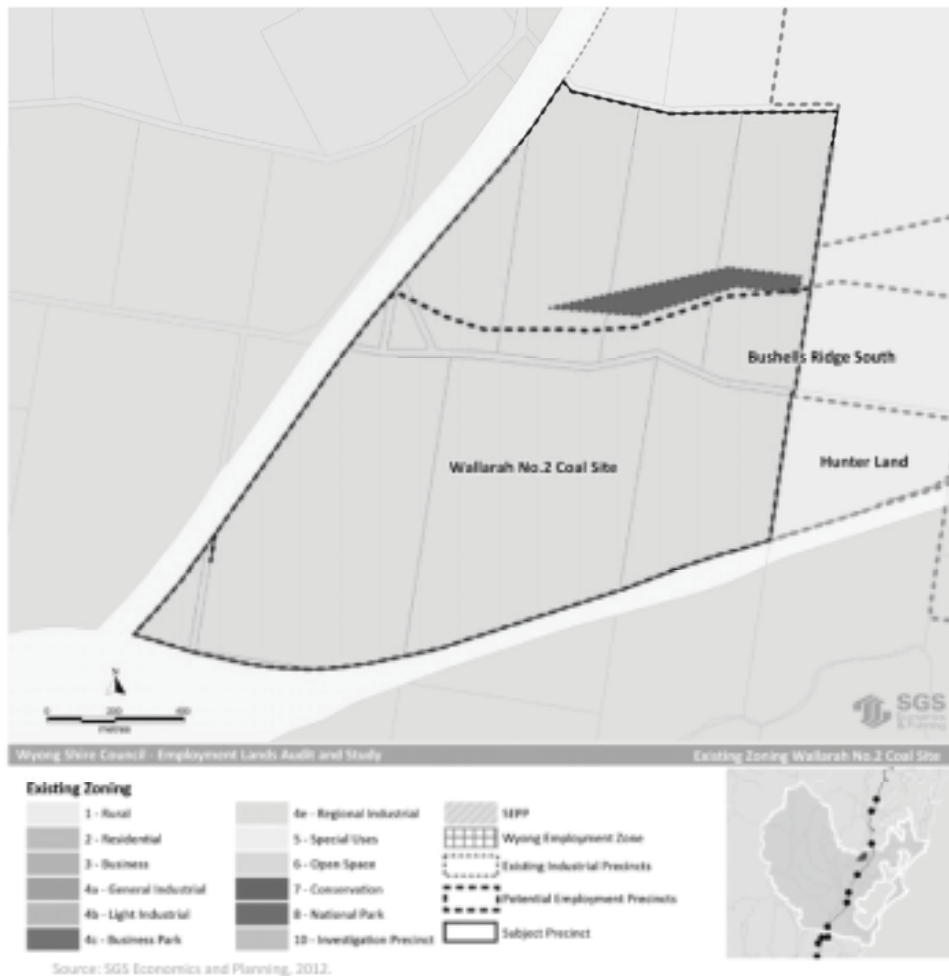 Bushells Ridge South
Wallarah No.2 Coal Site
Hunter Land
N
0 200 400
metres
SGS
Economics
& Planning
Wyong Shire Council - Employment Lands Audit and Study
Existing Zoning Wallarah No.2 Coal Site
Existing Zoning
1 - Rural
2 - Residential
3 - Business
4a - General Industrial
4b - Light Industrial
4c - Business Park
4e - Regional Industrial
5 - Special Uses
6 - Open Space
7 - Conservation
8 - National Park
10 - Investigation Precinct
SEPP
Wyong Employment Zone
Existing Industrial Precincts
Potential Employment Precincts
Subject Precinct
Source: SGS Economics and Planning, 2012.